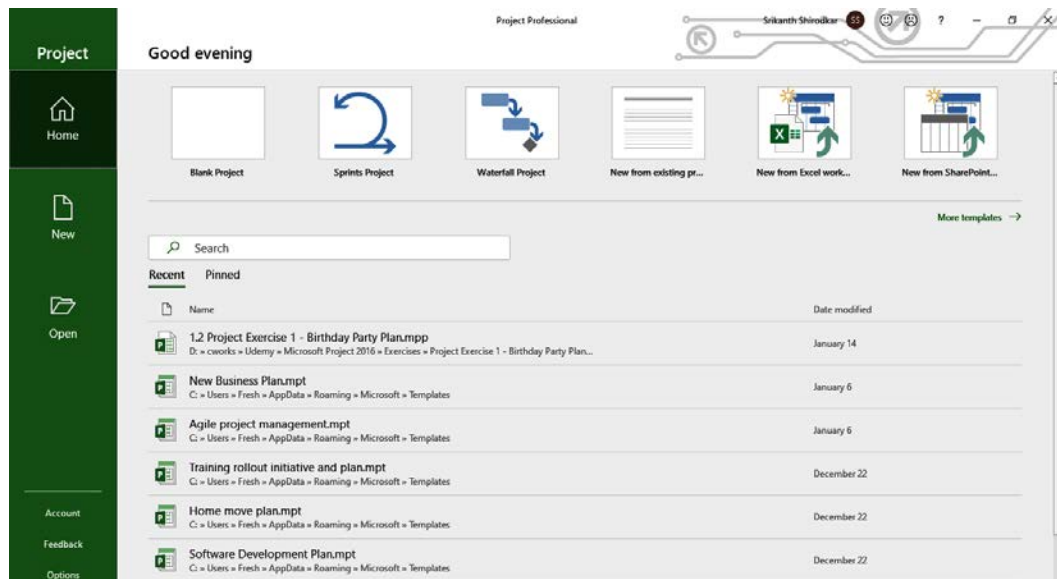 Project Professional
Srikanth Shirodkar SS ?
Project
Good evening
Home
New
Open
Account
Feedback
Options
Blank Project
Sprints Project
Waterfall Project
New from existing pr...
New from Excel work...
New from SharePoint...
More templates
Search
Recent Pinned
Name Date modified
1.2 Project Exercise 1 - Birthday Party Plan.mpp
D: » cworks » Udemy » Microsoft Project 2016 » Exercises » Project Exercise 1 - Birthday Party Plan...
January 14
New Business Plan.mpt
C: » Users » Fresh » AppData » Roaming » Microsoft » Templates
January 6
Agile project management.mpt
C: » Users » Fresh » AppData » Roaming » Microsoft » Templates
January 6
Training rollout initiative and plan.mpt
C: » Users » Fresh » AppData » Roaming » Microsoft » Templates
December 22
Home move plan.mpt
C: » Users » Fresh » AppData » Roaming » Microsoft » Templates
December 22
Software Development Plan.mpt
C: » Users » Fresh » AppData » Roaming » Microsoft » Templates
December 22